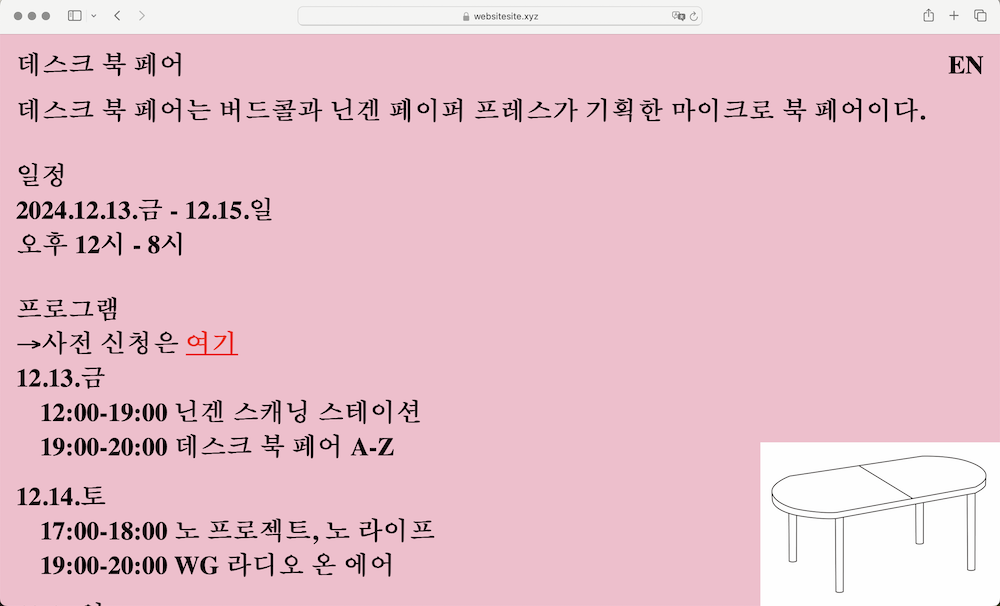 websitesite.xyz
데스크 북 페어
EN
데스크 북 페어는 버드콜과 닌겐 페이퍼 프레스가 기획한 마이크로 북 페어이다.
일정
2024.12.13.금 - 12.15.일
오후 12시 - 8시
프로그램
→사전 신청은 여기
12.13.금
12:00-19:00 닌겐 스캐닝 스테이션
19:00-20:00 데스크 북 페어 A-Z
12.14.토
17:00-18:00 노 프로젝트, 노 라이프
19:00-20:00 WG 라디오 온 에어